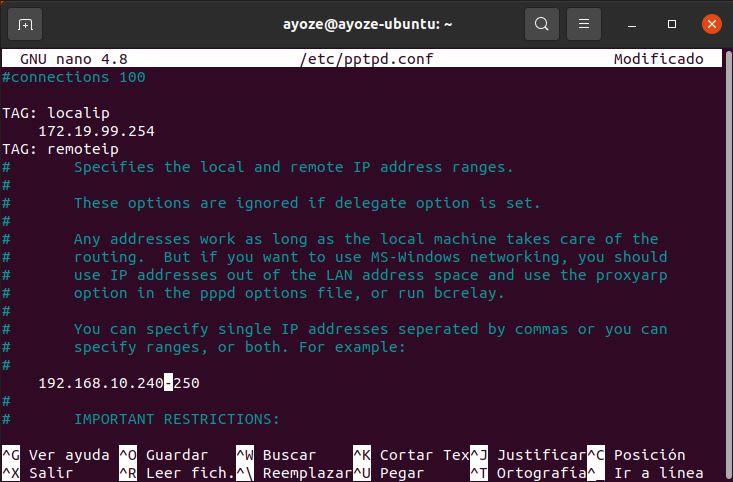 ayoze@ayoze-ubuntu: ~
GNU nano 4.8 /etc/pptpd.conf Modificado
#connections 100
TAG: localip
172.19.99.254
TAG: remoteip
# Specifies the local and remote IP address ranges.
#
# These options are ignored if delegate option is set.
#
# Any addresses work as long as the local machine takes care of the
# routing. But if you want to use MS-Windows networking, you should
# use IP addresses out of the LAN address space and use the proxyarp
# option in the pppd options file, or run bcrelay.
#
# You can specify single IP addresses seperated by commas or you can
# specify ranges, or both. For example:
#
192.168.10.240-250
#
# IMPORTANT RESTRICTIONS:
^G Ver ayuda ^O Guardar ^W Buscar ^K Cortar Tex^J Justificar^C Posición
^X Salir ^R Leer fich.^\ Reemplazar^U Pegar ^T Ortografía^_ Ir a línea